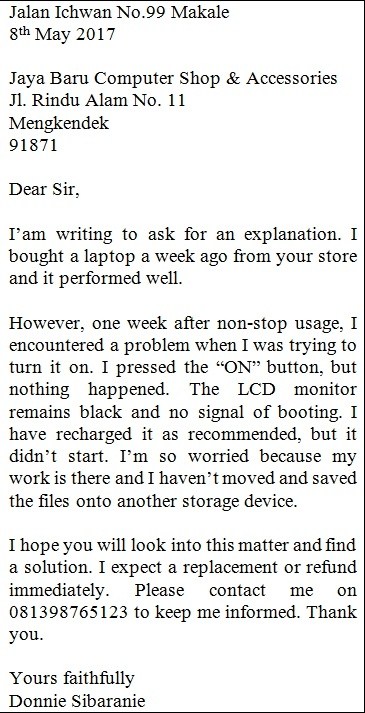 Jalan Ichwan No.99 Makale
8th May 2017
Jaya Baru Computer Shop & Accessories
Jl. Rindu Alam No. 11
Mengkendek
91871
Dear Sir,
I’am writing to ask for an explanation. I
bought a laptop a week ago from your store
and it performed well.
However, one week after non-stop usage, I
encountered a problem when I was trying to
turn it on. I pressed the “ON” button, but
nothing happened. The LCD monitor
remains black and no signal of booting. I
have recharged it as recommended, but it
didn’t start. I’m so worried because my
work is there and I haven’t moved and saved
the files onto another storage device.
I hope you will look into this matter and find
a solution. I expect a replacement or refund
immediately. Please contact me on
081398765123 to keep me informed. Thank
you.
Yours faithfully
Donnie Sibaranie